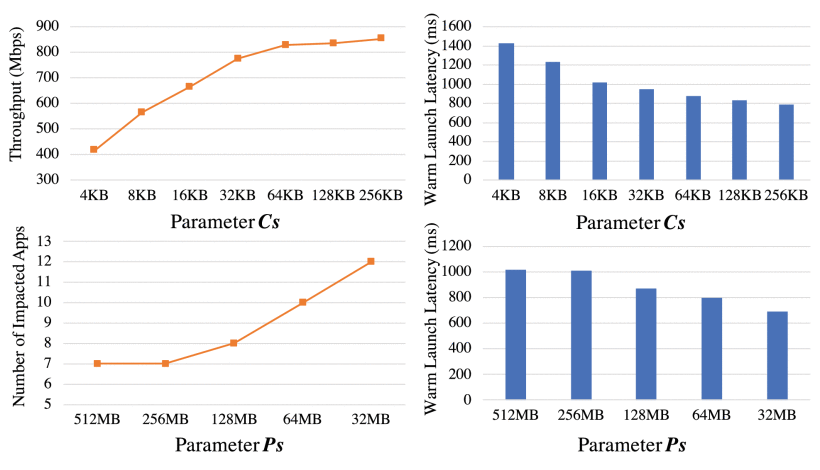 Throughput (Mbps)
900
800
700
600
500
400
300
4KB 8KB 16KB 32KB 64KB 128KB 256KB
Parameter Cs
Warm Launch Latency (ms)
1600
1400
1200
1000
800
600
400
200
0
4KB 8KB 16KB 32KB 64KB 128KB 256KB
Parameter Cs
Number of Impacted Apps
13
12
11
10
9
8
7
6
5
512MB 256MB 128MB 64MB 32MB
Parameter Ps
Warm Launch Latency (ms)
1200
1000
800
600
400
200
0
512MB 256MB 128MB 64MB 32MB
Parameter Ps